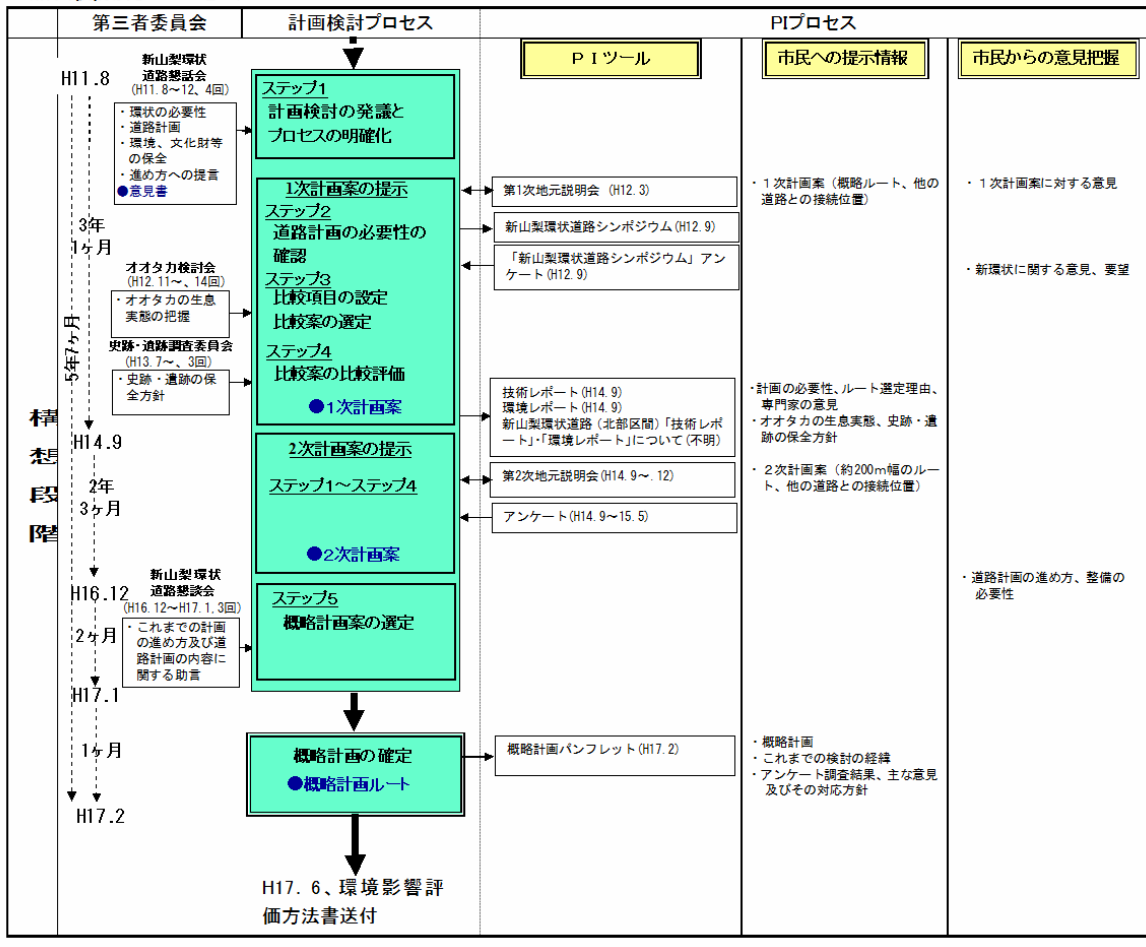 第三者委員会
計画検討プロセス
PIプロセス
PIツール
市民への提示情報
市民からの意見把握
構想段階
H11.8
3年
1ヶ月
H14.9
2年
3ヶ月
H16.12
2ヶ月
H17.1
1ヶ月
H17.2
5年7ヶ月
新山梨環状
道路懇話会
(H11.8~12、4回)
・環状の必要性
・道路計画
・環境、文化財等
の保全
・進め方への提言
●意見書
オオタカ検討会
(H12.11~、14回)
・オオタカの生息
実態の把握
史跡・遺跡調査委員会
(H13.7~、3回)
・史跡・遺跡の保
全方針
新山梨環状
道路懇談会
(H16.12~H17.1,3回)
・これまでの計画
の進め方及び道
路計画の内容に
関する助言
ステップ1
計画検討の発議と
プロセスの明確化
1次計画案の提示
ステップ2
道路計画の必要性の
確認
ステップ3
比較項目の設定
比較案の選定
ステップ4
比較案の比較評価
●1次計画案
2次計画案の提示
ステップ1~ステップ4
●2次計画案
ステップ5
概略計画案の選定
概略計画の確定
●概略計画ルート
H17.6、環境影響評
価方法書送付
第1次地元説明会(H12.3)
新山梨環状道路シンポジウム(H12.9)
「新山梨環状道路シンポジウム」アン
ケート(H12.9)
技術レポート(H14.9)
環境レポート(H14.9)
新山梨環状道路(北部区間)「技術レポ
ート」・「環境レポート」について(不明)
第2次地元説明会(H14.9~.12)
アンケート(H14.9~15.5)
概略計画パンフレット(H17.2)
・1次計画案(概略ルート、他の
道路との接続位置)
・計画の必要性、ルート選定理由、
専門家の意見
・オオタカの生息実態、史跡・遺
跡の保全方針
・2次計画案(約200m幅のルー
ト、他の道路との接続位置)
・概略計画
・これまでの検討の経緯
・アンケート調査結果、主な意見
及びその対応方針
・1次計画案に対する意見
・新環状に関する意見、要望
・道路計画の進め方、整備の
必要性